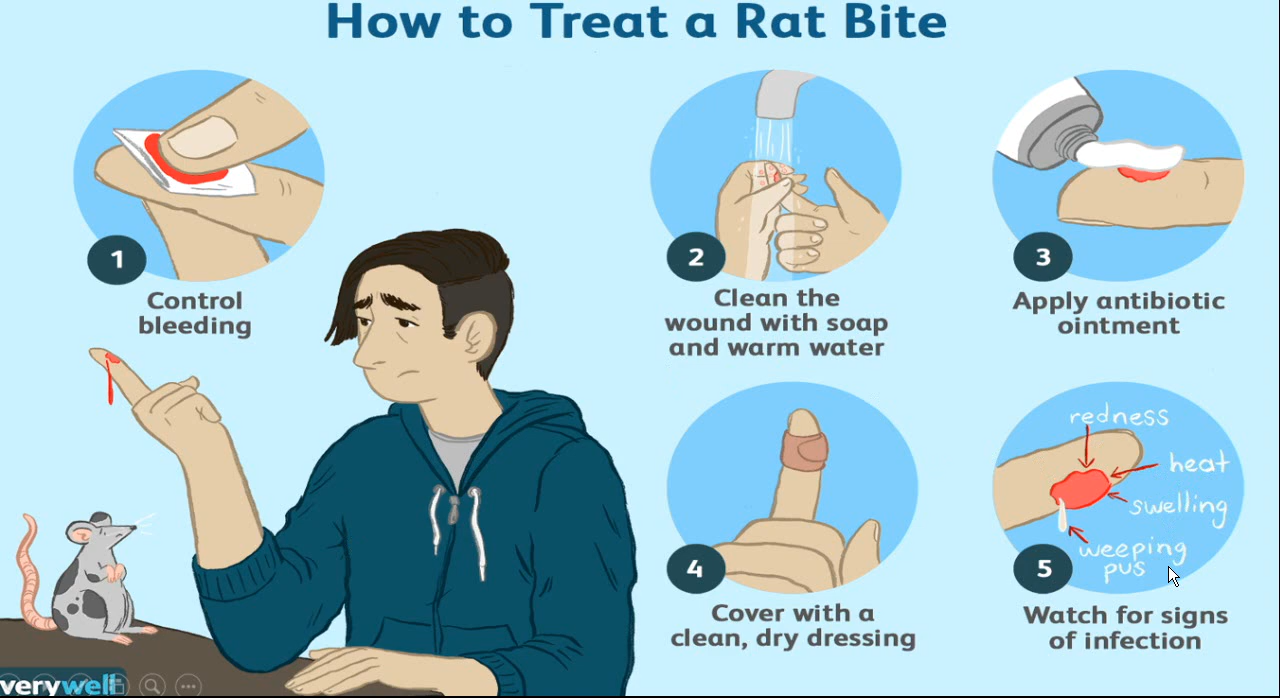 How to Treat a Rat Bite
1
Control
bleeding
2
Clean the
wound with soap
and warm water
3
Apply antibiotic
ointment
4
Cover with a
clean, dry dressing
redness
heat
swelling
weeping
pus
5
Watch for signs
of infection
verywell